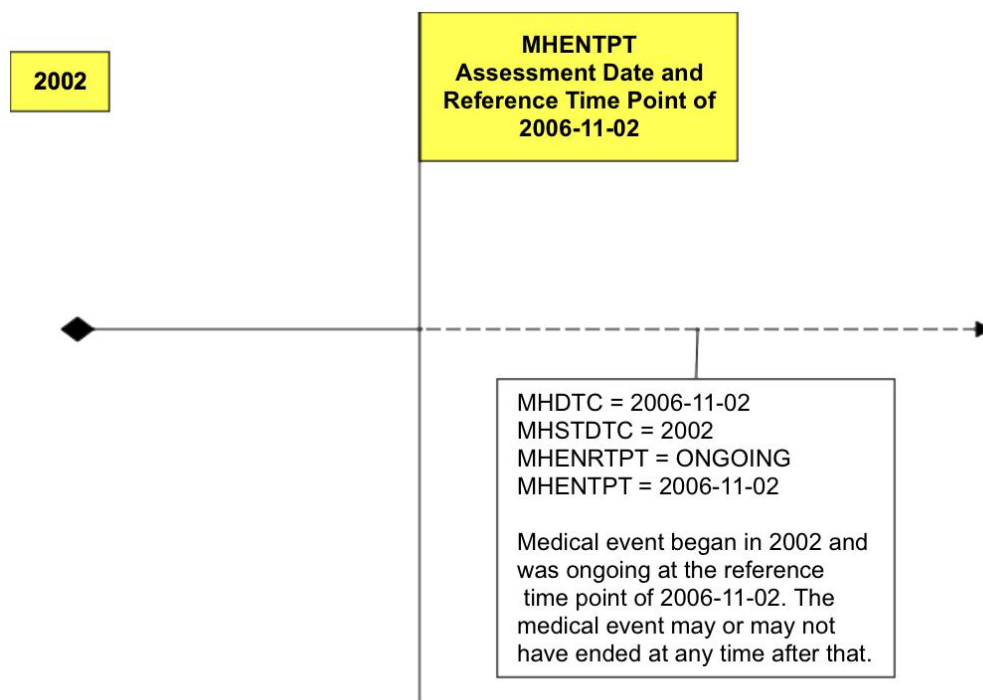 2002
MHENTPT
Assessment Date and
Reference Time Point of
2006-11-02
MHDTC = 2006-11-02
MHSTDTC = 2002
MHENRTPT = ONGOING
MHENTPT = 2006-11-02
Medical event began in 2002 and
was ongoing at the reference
time point of 2006-11-02. The
medical event may or may not
have ended at any time after that.